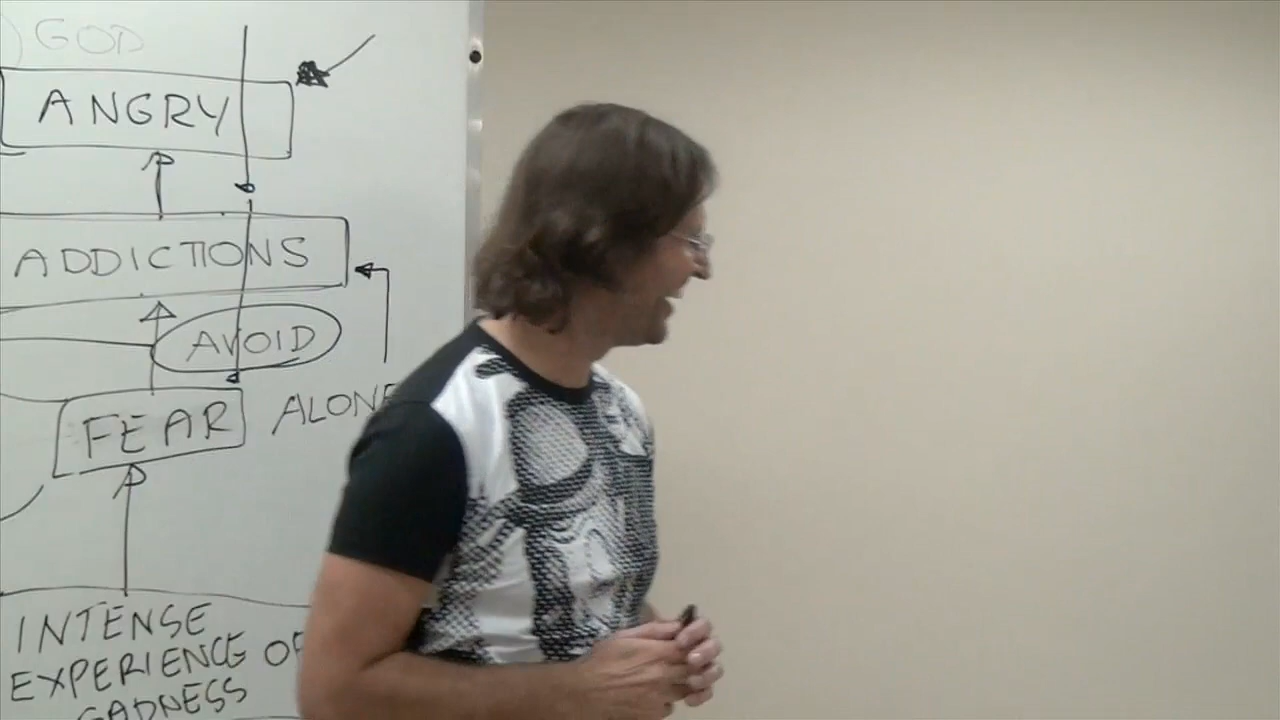 GOD
ANGRY
ADDICTIONS
AVOID
FEAR
INTENSE
EXPERIENCE OF
SADNESS